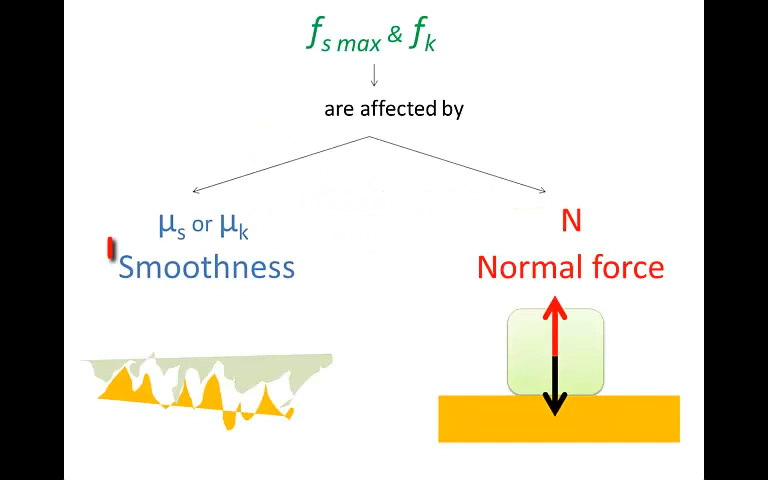 fs max & fk
are affected by
μs or μk
Smoothness
N
Normal force